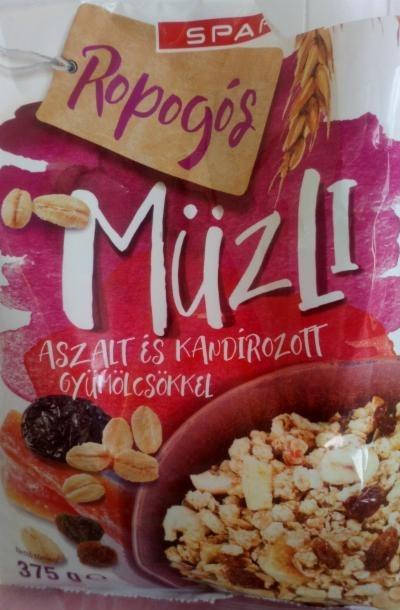 SPAR
Ropogós
MÜZLI
ASZALT ÉS KANDÍROZOTT
GYÜMÖLCSÖKKEL
375 g ℮